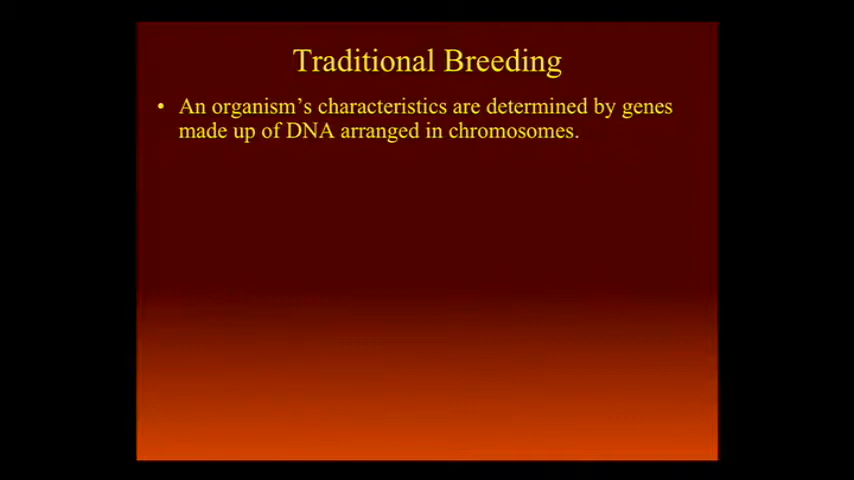 Traditional Breeding
• An organism's characteristics are determined by genes
made up of DNA arranged in chromosomes.